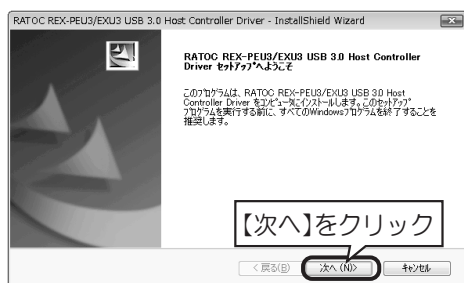 RATOC REX-PEU3/EXU3 USB 3.0 Host Controller Driver - InstallShield Wizard
RATOC REX-PEU3/EXU3 USB 3.0 Host Controller
Driver セットアップへようこそ
このプログラムは、RATOC REX-PEU3/EXU3 USB 3.0 Host
Controller Driver をコンピュータにインストールします。このセットアップ
プログラムを実行する前に、すべてのWindowsプログラムを終了することを
推奨します。
【次へ】をクリック
< 戻る(B)
次へ(N)>
キャンセル